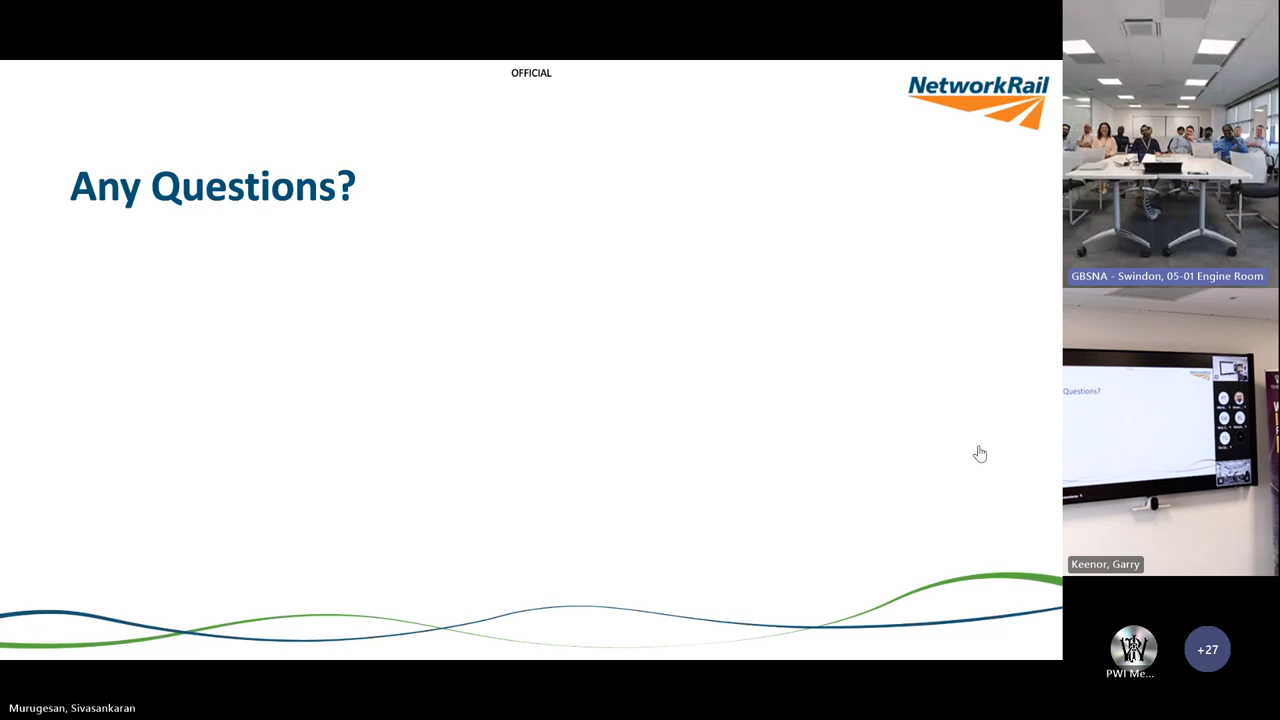 OFFICIAL
NetworkRail
Any Questions?
GBSNA - Swindon, 05-01 Engine Room
Questions?
Keenor, Garry
PWI Me...
+27
Murugesan, Sivasankaran